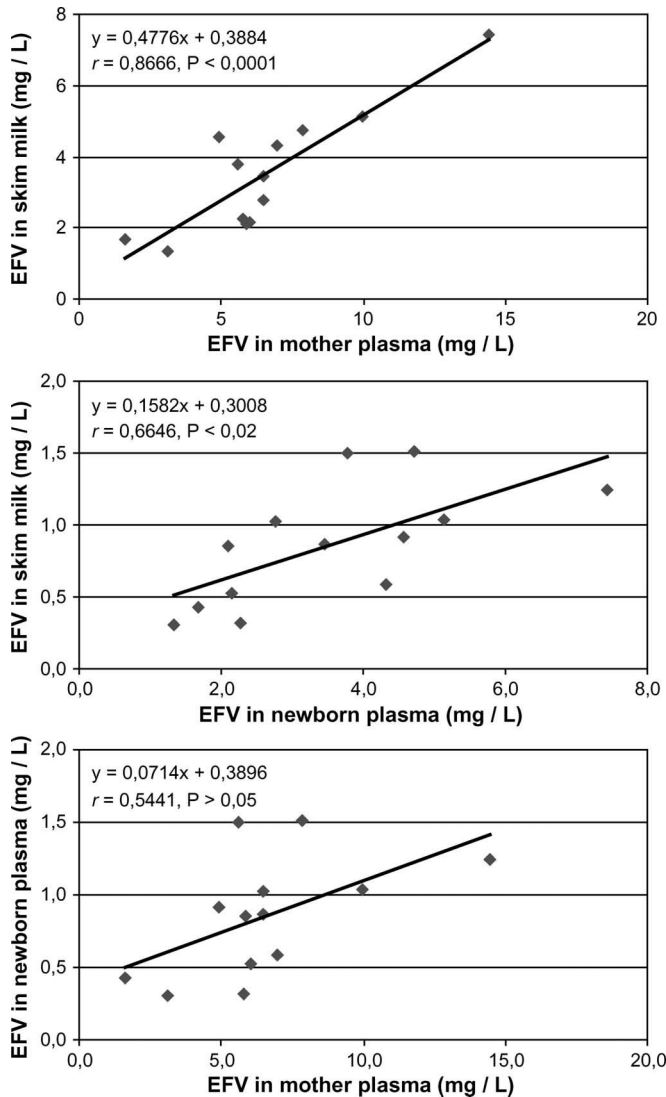 y = 0,4776x + 0,3884
r = 0,8666, P < 0,0001
EFV in skim milk (mg / L)
8
6
4
2
0
0 5 10 15 20
EFV in mother plasma (mg / L)
y = 0,1582x + 0,3008
r = 0,6646, P < 0,02
EFV in skim milk (mg / L)
2,0
1,5
1,0
0,5
0,0
0,0 2,0 4,0 6,0 8,0
EFV in newborn plasma (mg / L)
y = 0,0714x + 0,3896
r = 0,5441, P > 0,05
EFV in newborn plasma (mg / L)
2,0
1,5
1,0
0,5
0,0
0,0 5,0 10,0 15,0 20,0
EFV in mother plasma (mg / L)